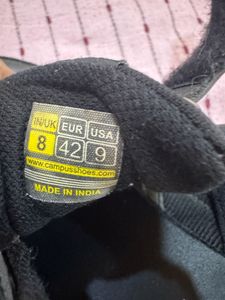 IN/UK EUR USA
8 42 9
www.campusshoes.com
MADE IN INDIA